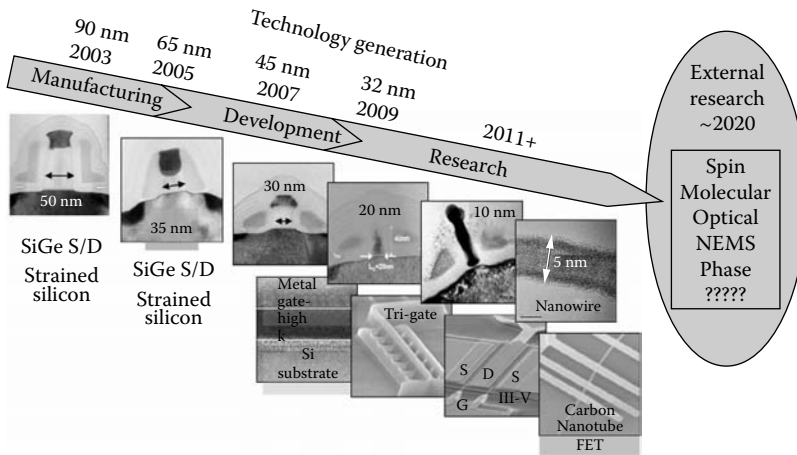 Technology generation
90 nm
2003
65 nm
2005
45 nm
2007
32 nm
2009
2011+
Manufacturing
Development
Research
External
research
~2020
Spin
Molecular
Optical
NEMS
Phase
?????
50 nm
35 nm
30 nm
20 nm
10 nm
5 nm
Nanowire
SiGe S/D
Strained
silicon
SiGe S/D
Strained
silicon
Metal
gate-
high
k
Si
substrate
Tri-gate
S
D
S
G
III-V
Carbon
Nanotube
FET